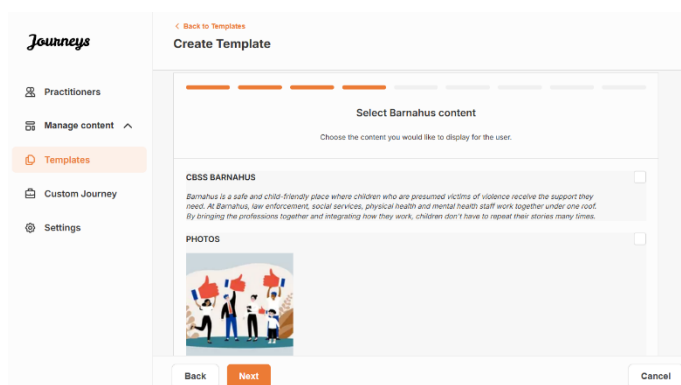 Journeys
Practitioners
Manage content
Templates
Custom Journey
Settings
< Back to Templates
Create Template
Select Barnahus content
Choose the content you would like to display for the user.
CBSS BARNAHUS
Barnahus is a safe and child-friendly place where children who are presumed victims of violence receive the support they
need. At Barnahus, law enforcement, social services, physical health and mental health staff work together under one roof.
By bringing the professions together and integrating how they work, children don't have to repeat their stories many times.
PHOTOS
Back
Next
Cancel